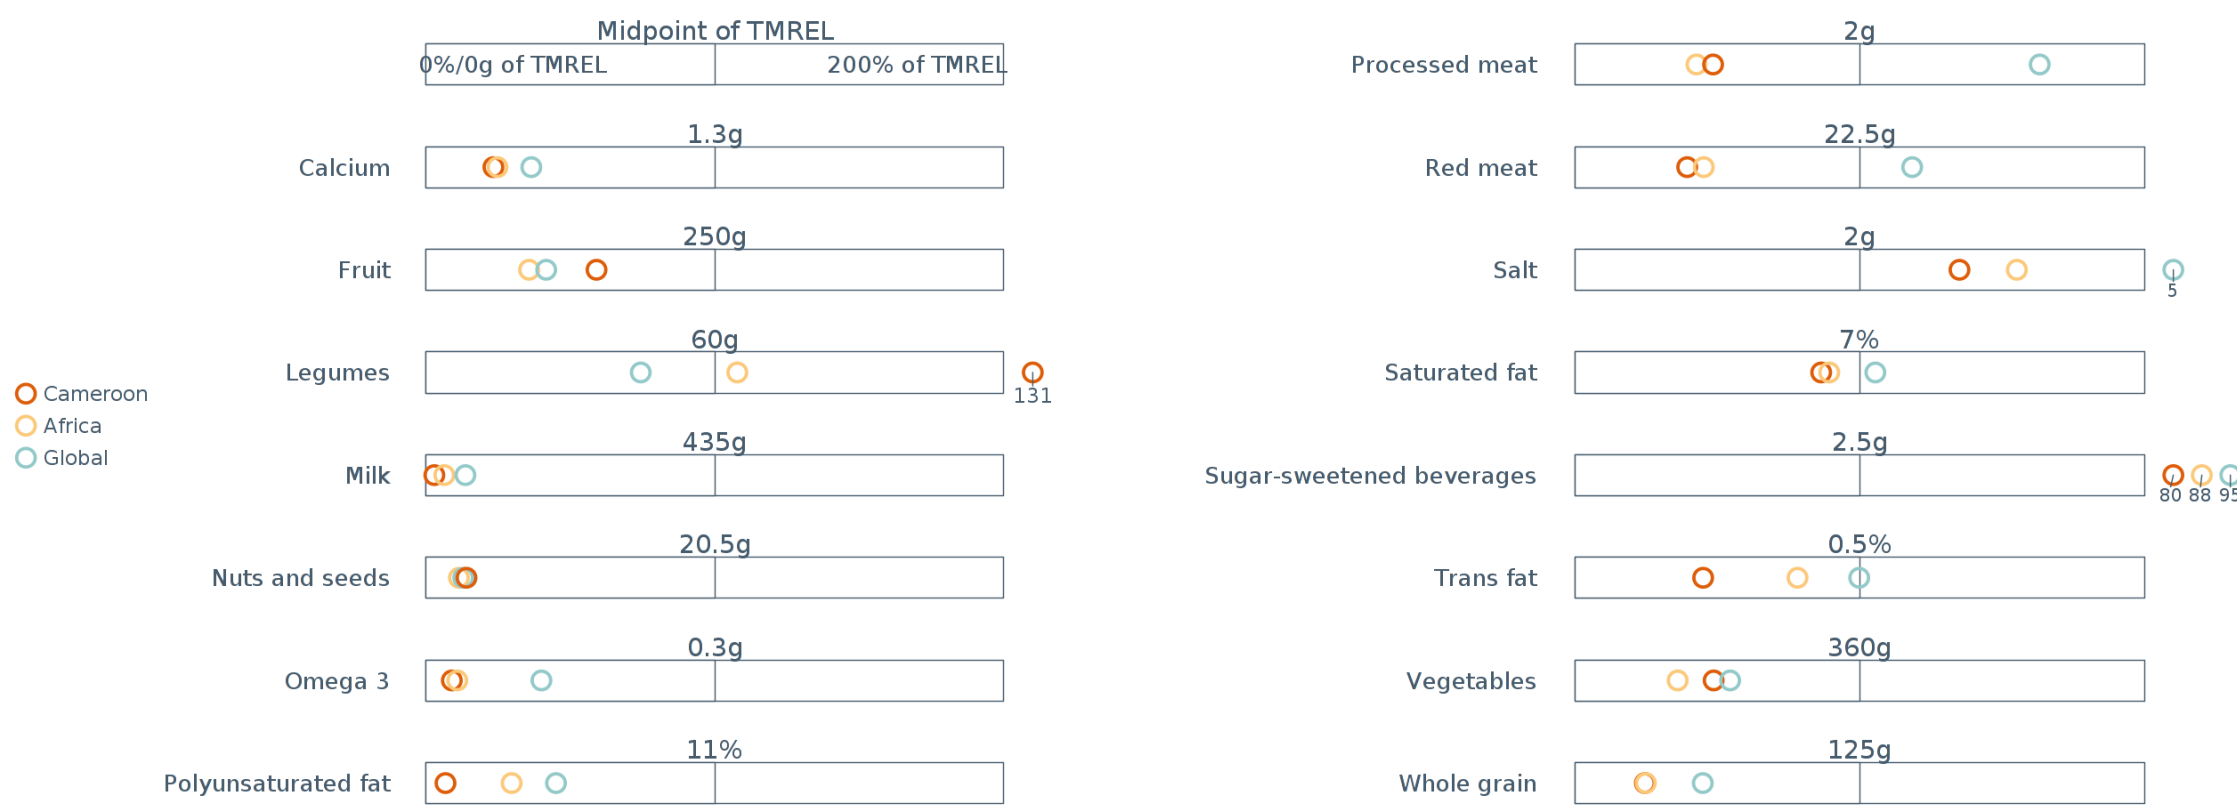 Midpoint of TMREL
0%/0g of TMREL
200% of TMREL
Calcium
1.3g
Fruit
250g
Legumes
60g
131
Milk
435g
Nuts and seeds
20.5g
Omega 3
0.3g
Polyunsaturated fat
11%
Cameroon
Africa
Global
Processed meat
2g
Red meat
22.5g
Salt
2g
5
Saturated fat
7%
Sugar-sweetened beverages
2.5g
80 88 95
Trans fat
0.5%
Vegetables
360g
Whole grain
125g